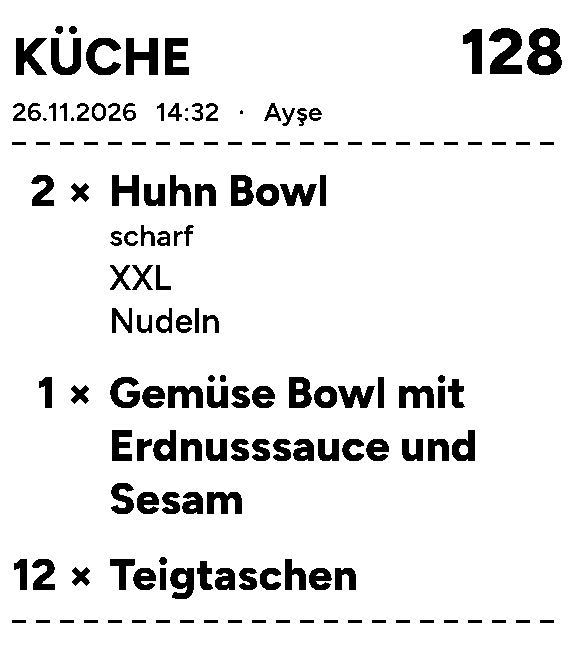 KÜCHE 128
26.11.2026 14:32 · Ayşe
2 × Huhn Bowl
scharf
XXL
Nudeln
1 × Gemüse Bowl mit
Erdnusssauce und
Sesam
12 × Teigtaschen